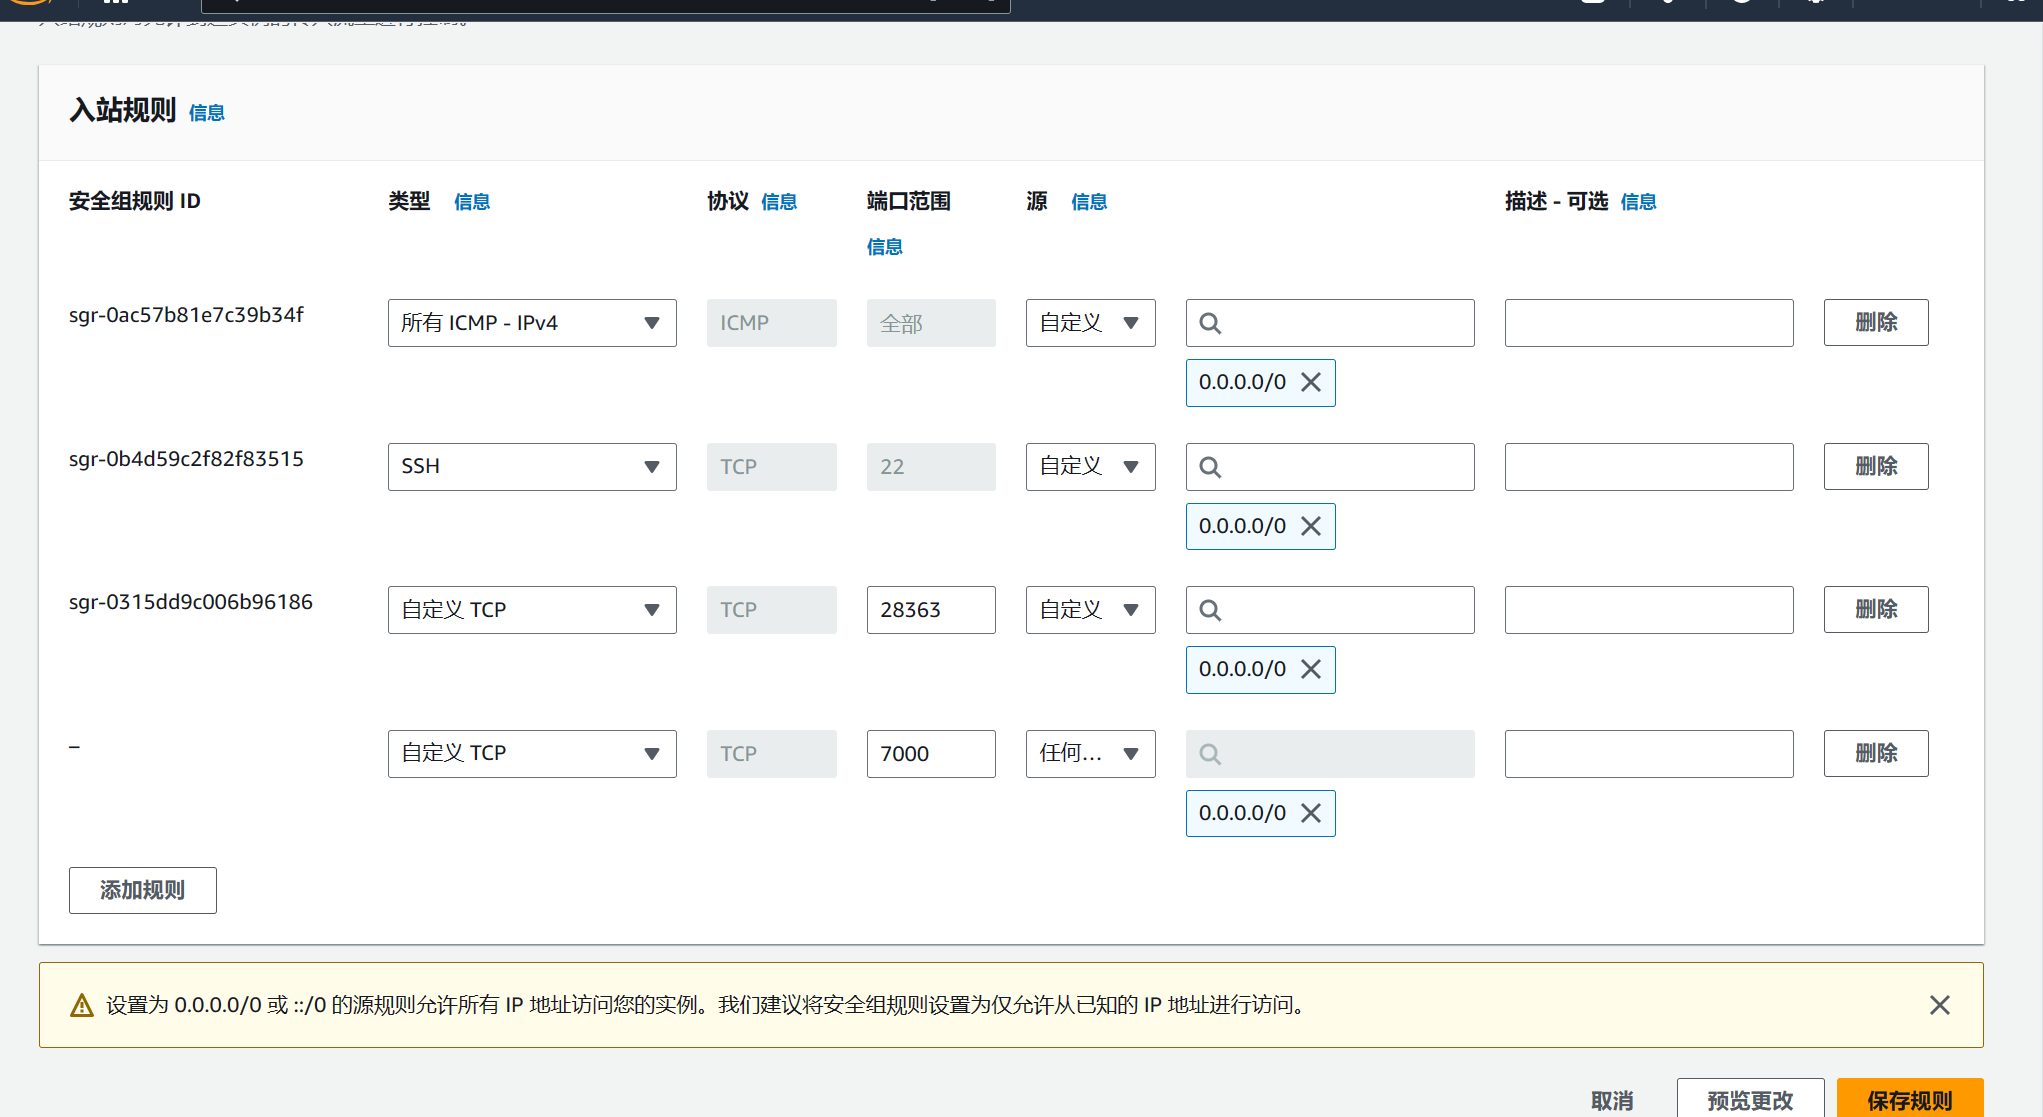 入站规则 信息
安全组规则 ID 类型 信息 协议 信息 端口范围 信息 源 信息 描述 - 可选 信息
sgr-0ac57b81e7c39b34f 所有 ICMP - IPv4 ICMP 全部 自定义 删除
0.0.0.0/0
sgr-0b4d59c2f82f83515 SSH TCP 22 自定义 删除
0.0.0.0/0
sgr-0315dd9c006b96186 自定义 TCP TCP 28363 自定义 删除
0.0.0.0/0
– 自定义 TCP TCP 7000 任何... 删除
0.0.0.0/0
添加规则
设置为 0.0.0.0/0 或 ::/0 的源规则允许所有 IP 地址访问您的实例。我们建议将安全组规则设置为仅允许从已知的 IP 地址进行访问。
取消 预览更改 保存规则